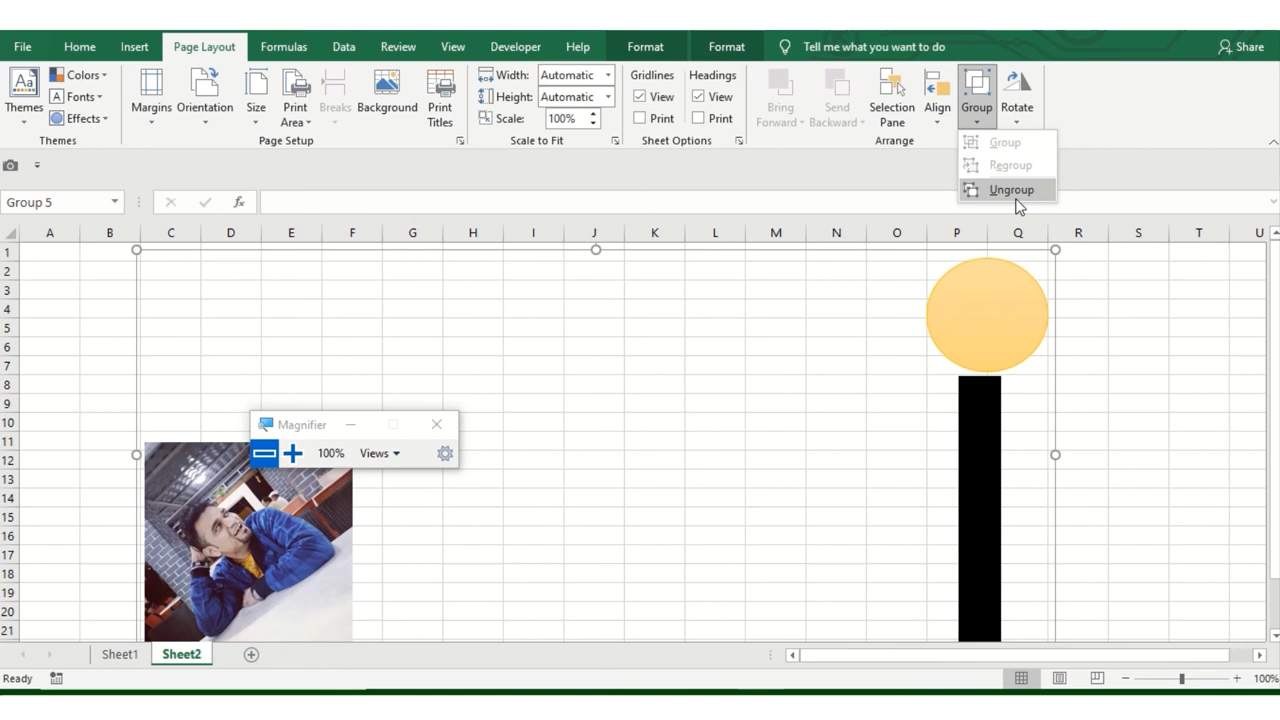 File Home Insert Page Layout Formulas Data Review View Developer Help Format Format Tell me what you want to do Share
Colors Width: Automatic Gridlines Headings
Aa Fonts Height: Automatic View View
Themes Effects Margins Orientation Size Print Area Breaks Background Print Titles Scale: 100% Print Print Bring Forward Send Backward Selection Pane Align Group Rotate
Themes Page Setup Scale to Fit Sheet Options Arrange
Group
Regroup
Ungroup
Group 5 fx
A B C D E F G H I J K L M N O P Q R S T U
1
2
3
4
5
6
7
8
9
10
Magnifier
11
100% Views
12
13
14
15
16
17
18
19
20
21
Sheet1 Sheet2
Ready 100%